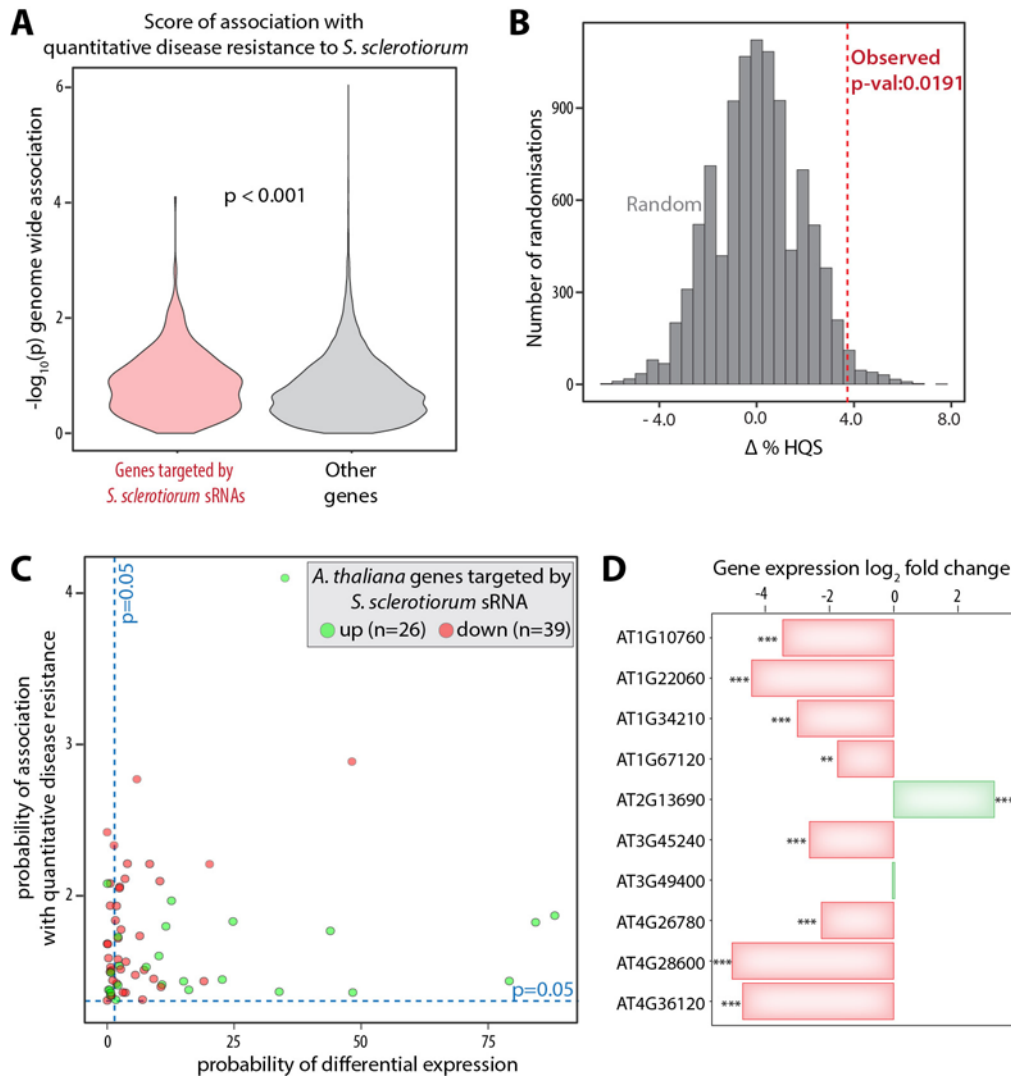 A
Score of association with
quantitative disease resistance to S. sclerotiorum
-log10(p) genome wide association
6
4
2
0
p < 0.001
Genes targeted by
S. sclerotiorum sRNAs
Other
genes
B
Number of randomisations
900
600
300
0
Random
Observed
p-val:0.0191
- 4.0
0.0
4.0
8.0
Δ % HQS
C
probability of association
with quantitative disease resistance
4
3
2
p=0.05
A. thaliana genes targeted by
S. sclerotiorum sRNA
up (n=26) down (n=39)
p=0.05
0
25
50
75
probability of differential expression
D
Gene expression log2 fold change
-4 -2 0 2
AT1G10760 ***
AT1G22060 ***
AT1G34210 ***
AT1G67120 **
AT2G13690 ***
AT3G45240 ***
AT3G49400
AT4G26780 ***
AT4G28600 ***
AT4G36120 ***